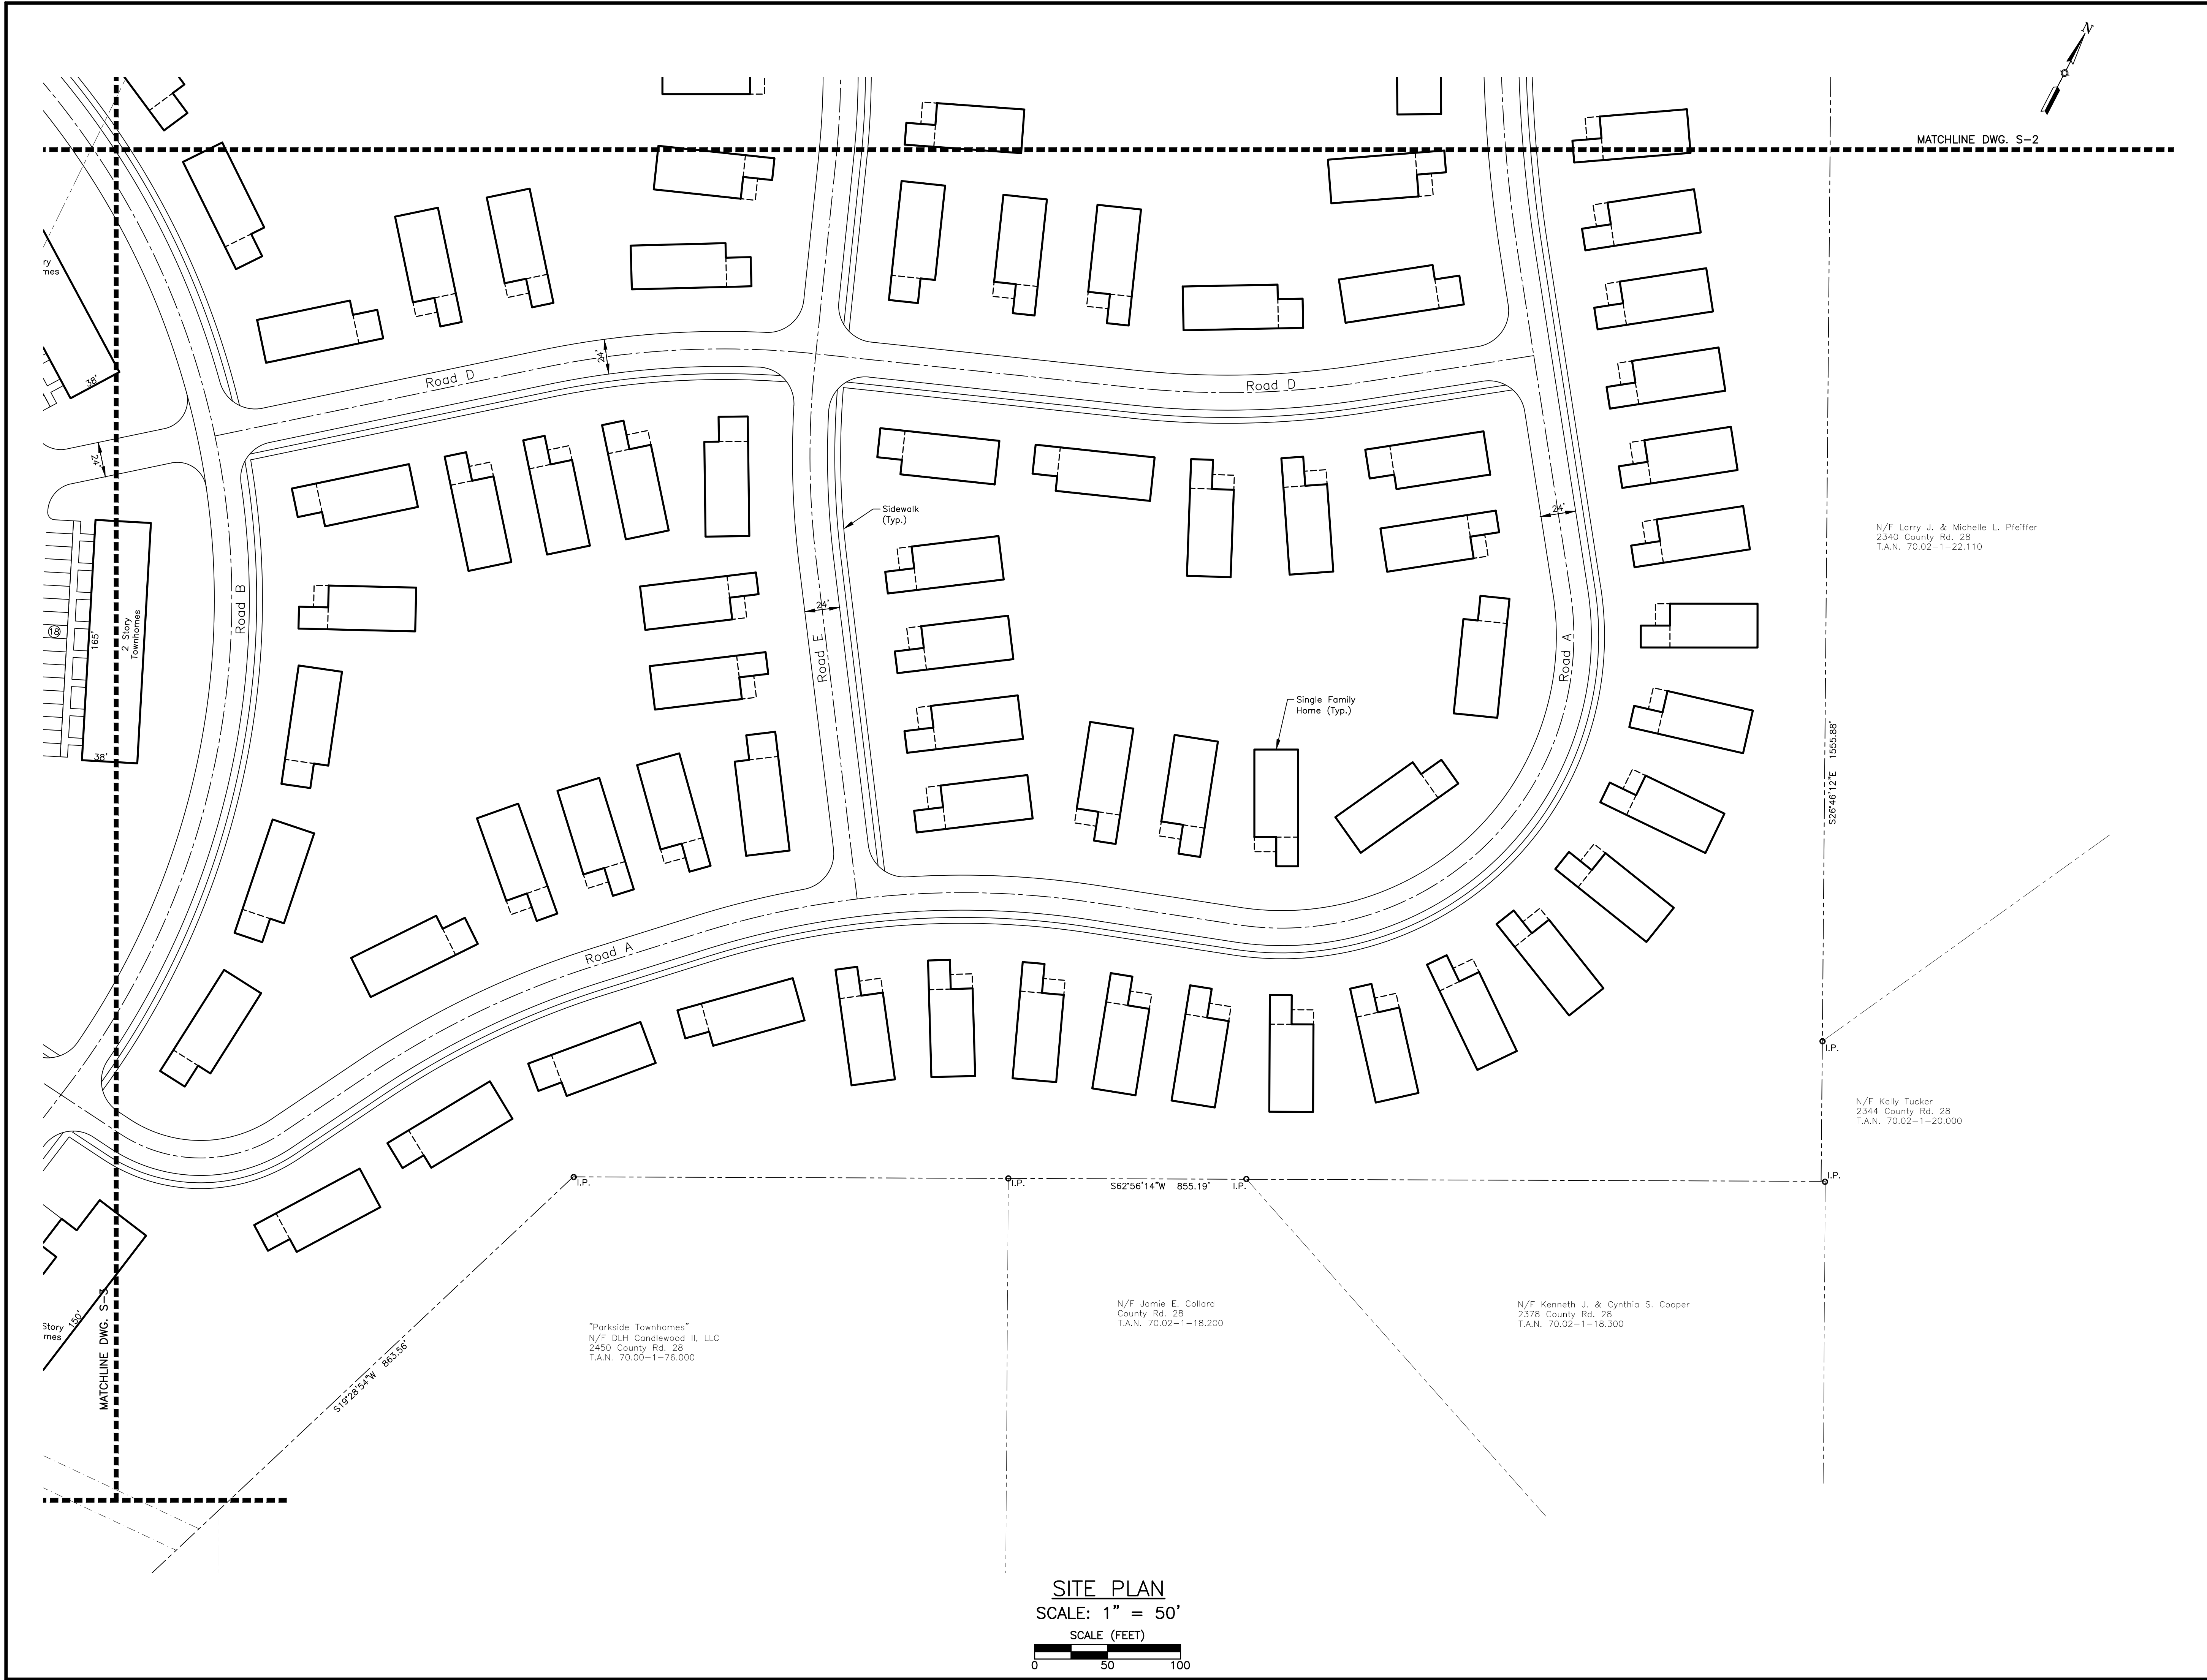 N
MATCHLINE DWG. S-2
ry
mes
38'
24'
Road D
24'
Road D
24'
Sidewalk
(Typ.)
24'
N/F Larry J. & Michelle L. Pfeiffer
2340 County Rd. 28
T.A.N. 70.02-1-22.110
18
165'
2 Story
Townhomes
38'
Road B
24'
Road E
Road A
Single Family
Home (Typ.)
S26°46'12"E 1555.88'
Road A
I.P.
N/F Kelly Tucker
2344 County Rd. 28
T.A.N. 70.02-1-20.000
I.P.
I.P.
S62°56'14"W 855.19'
I.P.
I.P.
MATCHLINE DWG. S-3
Story
mes
150'
S19°28'54"W 863.56'
"Parkside Townhomes"
N/F DLH Candlewood II, LLC
2450 County Rd. 28
T.A.N. 70.00-1-76.000
N/F Jamie E. Collard
County Rd. 28
T.A.N. 70.02-1-18.200
N/F Kenneth J. & Cynthia S. Cooper
2378 County Rd. 28
T.A.N. 70.02-1-18.300
SITE PLAN
SCALE: 1" = 50'
SCALE (FEET)
0 50 100